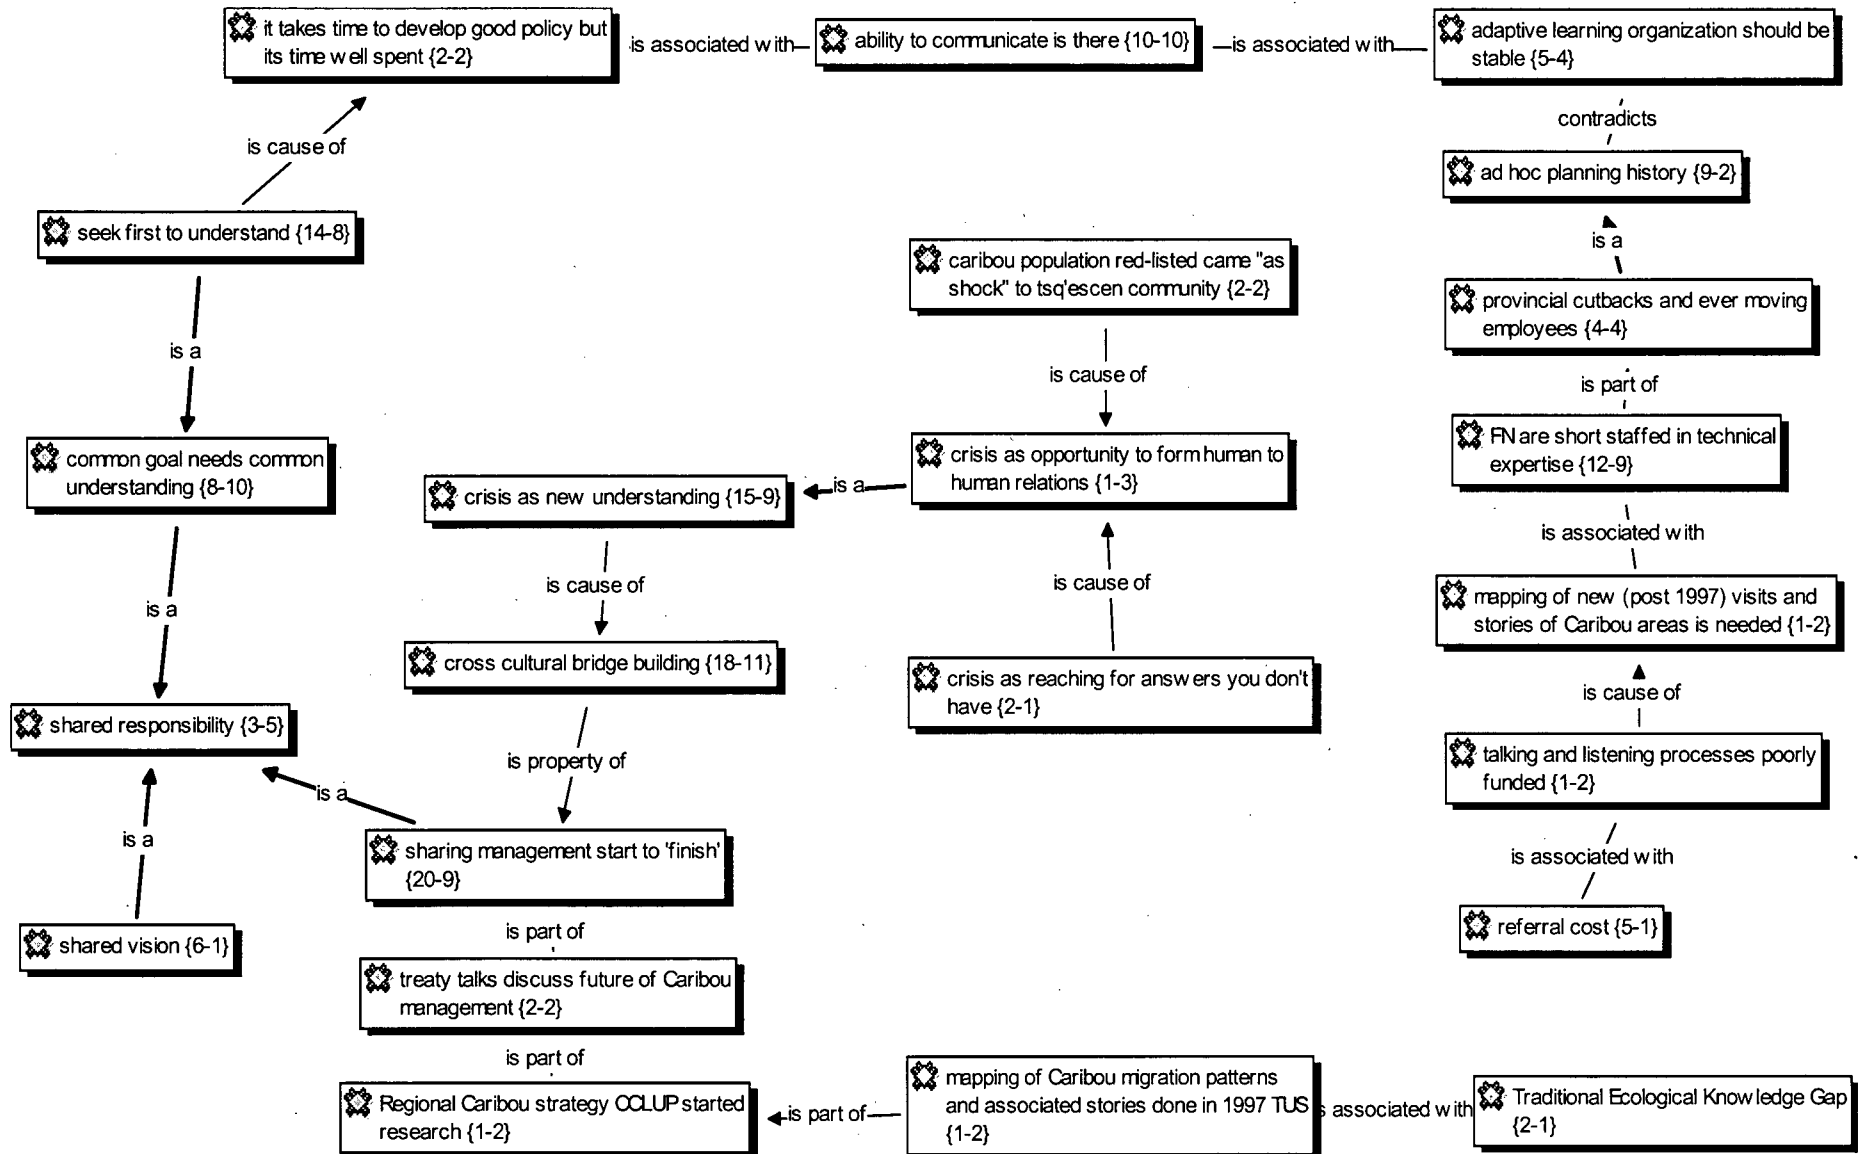 it takes time to develop good policy but
its time well spent {2-2}
is associated with
ability to communicate is there {10-10}
is associated with
adaptive learning organization should be
stable {5-4}
contradicts
is cause of
ad hoc planning history {9-2}
seek first to understand {14-8}
is a
caribou population red-listed came "as
shock" to tsq'escen community {2-2}
provincial cutbacks and ever moving
employees {4-4}
is a
is cause of
is part of
common goal needs common
understanding {8-10}
crisis as opportunity to form human to
human relations {1-3}
FN are short staffed in technical
expertise {12-9}
crisis as new understanding {15-9}
is a
is associated with
is cause of
is cause of
is a
mapping of new (post 1997) visits and
stories of Caribou areas is needed {1-2}
cross cultural bridge building {18-11}
crisis as reaching for answers you don't
have {2-1}
is cause of
shared responsibility {3-5}
is property of
talking and listening processes poorly
funded {1-2}
is a
is a
sharing management start to 'finish'
{20-9}
is associated with
shared vision {6-1}
is part of
referral cost {5-1}
treaty talks discuss future of Caribou
management {2-2}
is part of
Regional Caribou strategy CCLUP started
research {1-2}
is part of
mapping of Caribou migration patterns
and associated stories done in 1997 TUS
{1-2}
s associated with
Traditional Ecological Knowledge Gap
{2-1}